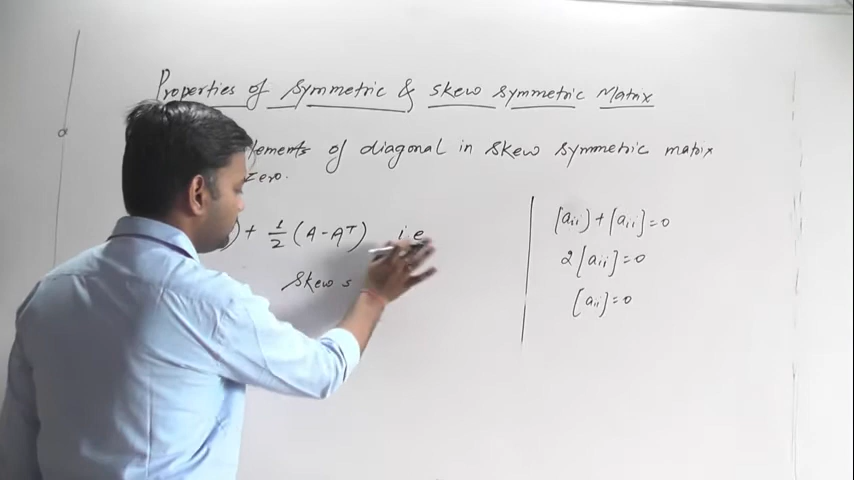 Properties of Symmetric & Skew Symmetric Matrix
of diagonal in Skew Symmetric matrix
zero.
) + 1/2 (A - A^T) i.e
Skew s
[aii) + [aii] = 0
2[aii] = 0
[aii] = 0